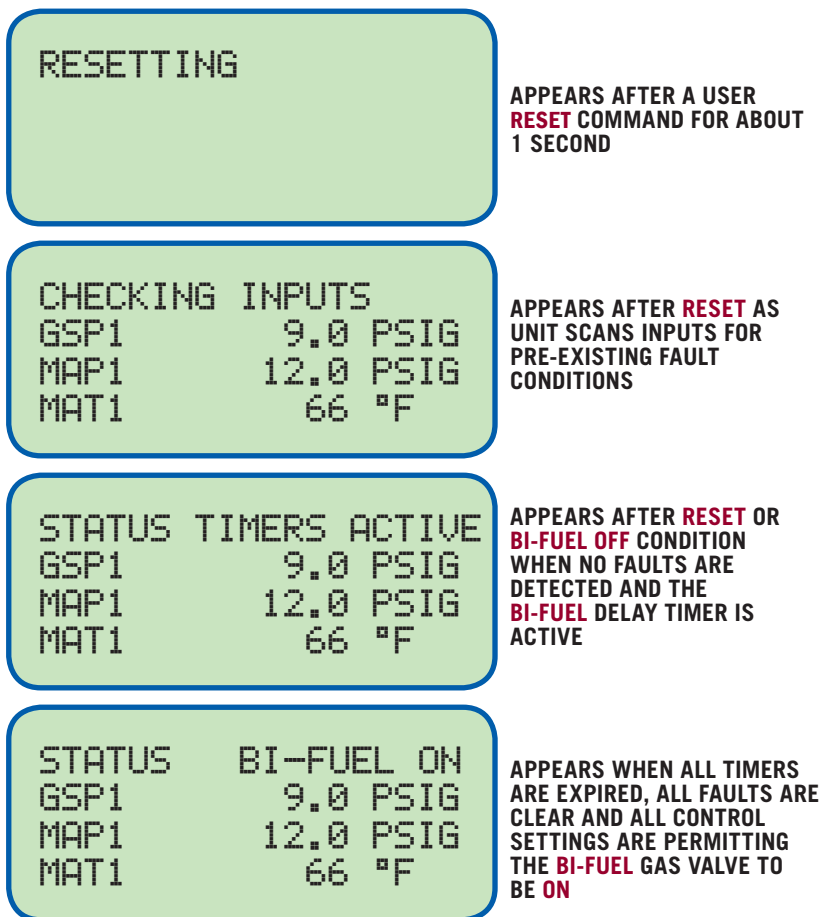 RESETTING
APPEARS AFTER A USER
RESET COMMAND FOR ABOUT
1 SECOND
CHECKING INPUTS
GSP1 9.0 PSIG
MAP1 12.0 PSIG
MAT1 66 °F
APPEARS AFTER RESET AS
UNIT SCANS INPUTS FOR
PRE-EXISTING FAULT
CONDITIONS
STATUS TIMERS ACTIVE
GSP1 9.0 PSIG
MAP1 12.0 PSIG
MAT1 66 °F
APPEARS AFTER RESET OR
BI-FUEL OFF CONDITION
WHEN NO FAULTS ARE
DETECTED AND THE
BI-FUEL DELAY TIMER IS
ACTIVE
STATUS BI-FUEL ON
GSP1 9.0 PSIG
MAP1 12.0 PSIG
MAT1 66 °F
APPEARS WHEN ALL TIMERS
ARE EXPIRED, ALL FAULTS ARE
CLEAR AND ALL CONTROL
SETTINGS ARE PERMITTING
THE BI-FUEL GAS VALVE TO
BE ON